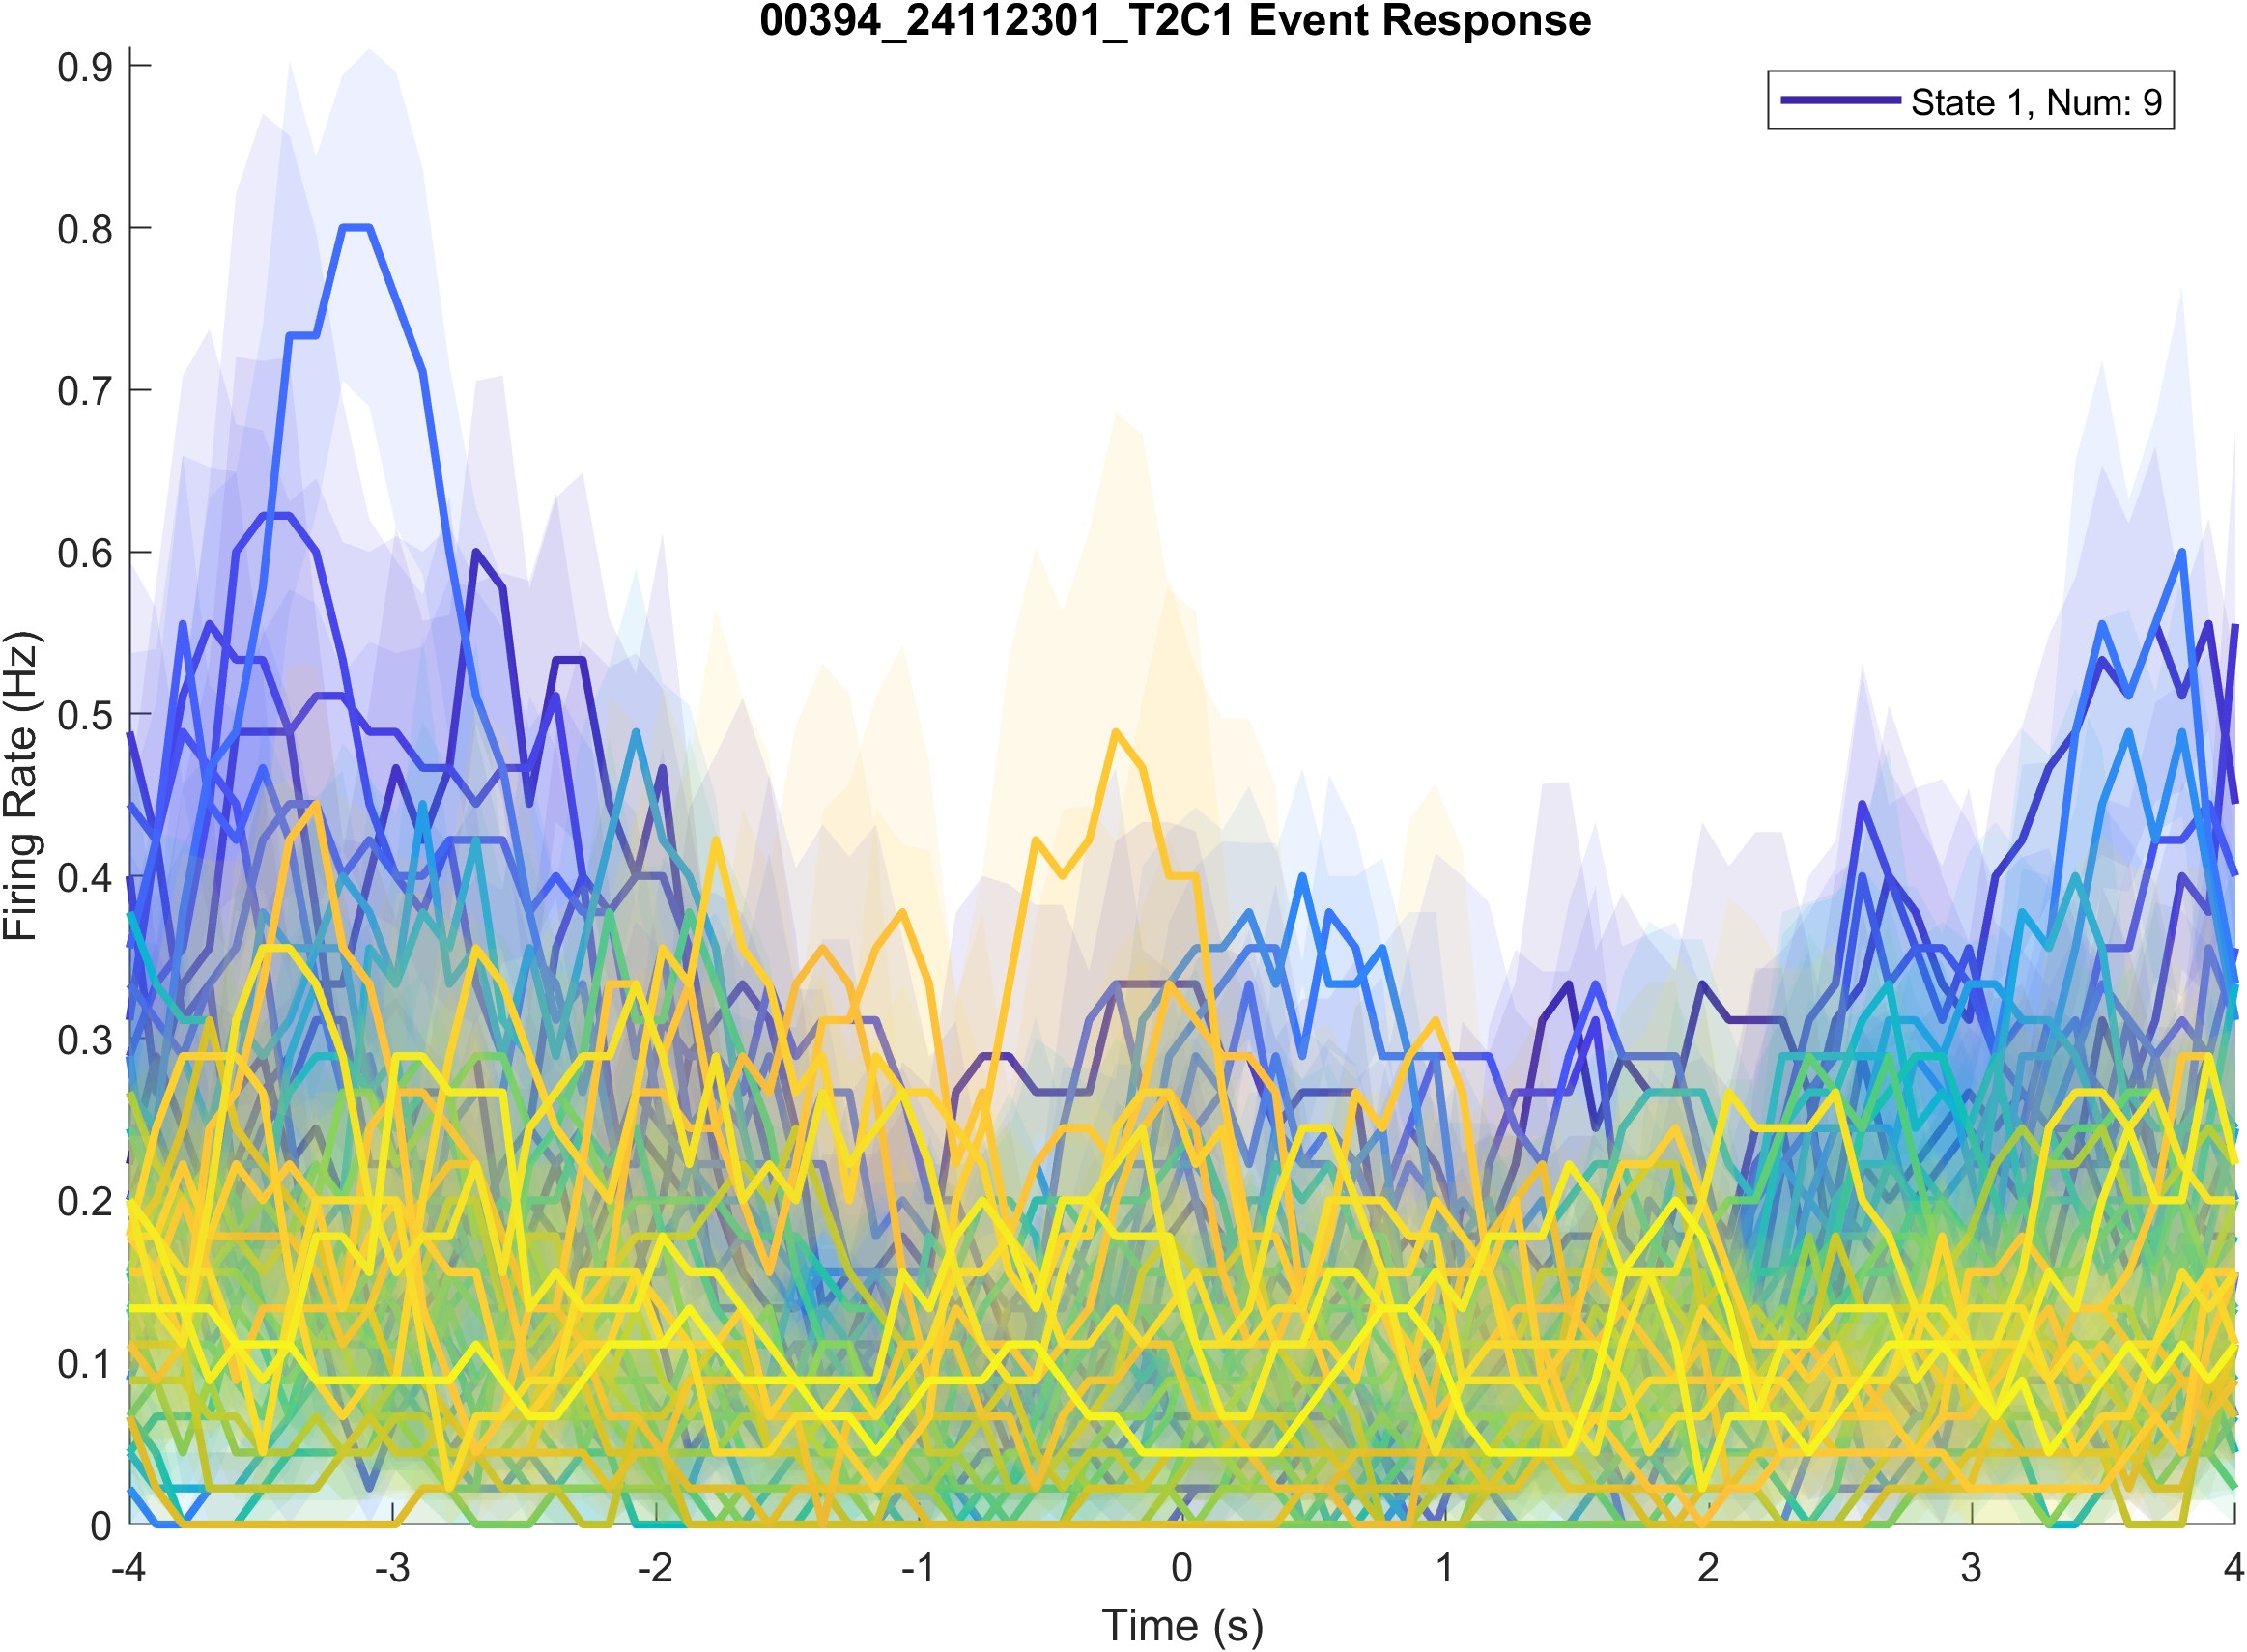 00394_24112301_T2C1 Event Response
State 1, Num: 9
Firing Rate (Hz)
0.9
0.8
0.7
0.6
0.5
0.4
0.3
0.2
0.1
0
-4 -3 -2 -1 0 1 2 3 4
Time (s)